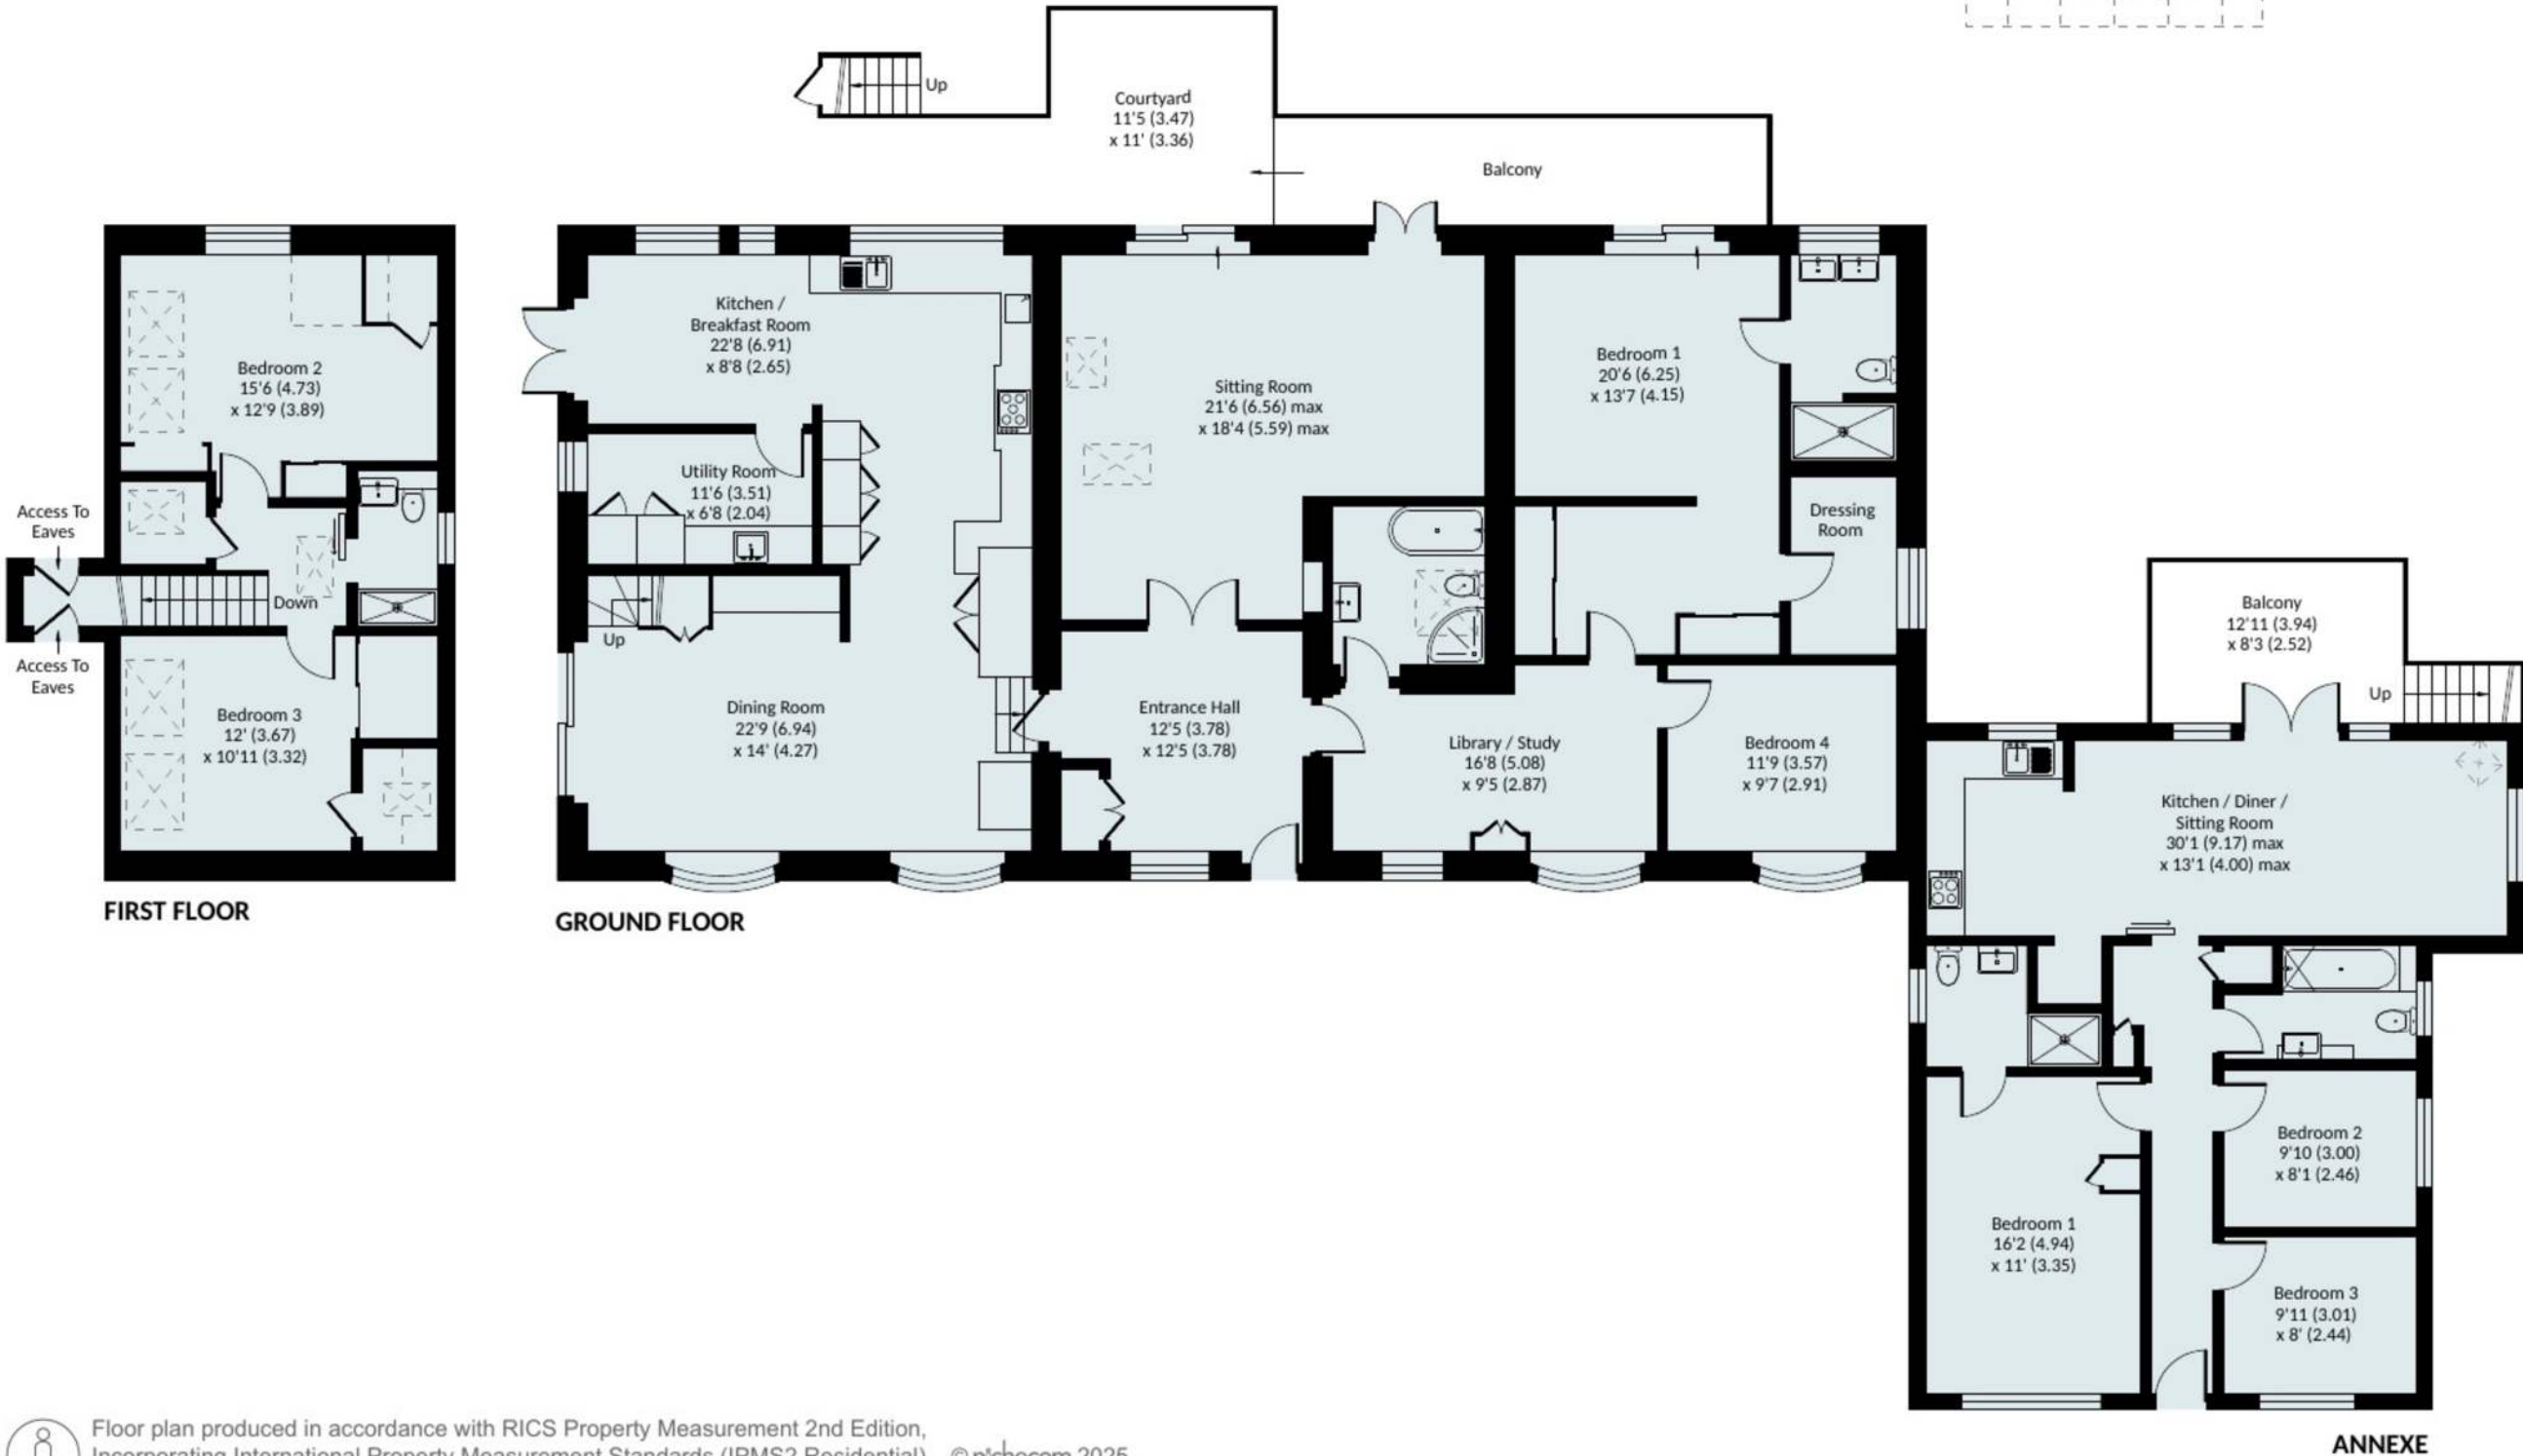 Up
Courtyard
11'5 (3.47)
x 11' (3.36)
Balcony
Bedroom 2
15'6 (4.73)
x 12'9 (3.89)
Access To
Eaves
Down
Access To
Eaves
Bedroom 3
12' (3.67)
x 10'11 (3.32)
FIRST FLOOR
Kitchen /
Breakfast Room
22'8 (6.91)
x 8'8 (2.65)
Utility Room
11'6 (3.51)
x 6'8 (2.04)
Up
Dining Room
22'9 (6.94)
x 14' (4.27)
Sitting Room
21'6 (6.56) max
x 18'4 (5.59) max
Entrance Hall
12'5 (3.78)
x 12'5 (3.78)
Bedroom 1
20'6 (6.25)
x 13'7 (4.15)
Dressing
Room
Library / Study
16'8 (5.08)
x 9'5 (2.87)
Bedroom 4
11'9 (3.57)
x 9'7 (2.91)
GROUND FLOOR
Balcony
12'11 (3.94)
x 8'3 (2.52)
Up
Kitchen / Diner /
Sitting Room
30'1 (9.17) max
x 13'1 (4.00) max
Bedroom 2
9'10 (3.00)
x 8'1 (2.46)
Bedroom 1
16'2 (4.94)
x 11' (3.35)
Bedroom 3
9'11 (3.01)
x 8' (2.44)
ANNEXE
Floor plan produced in accordance with RICS Property Measurement 2nd Edition,
Incorporating International Property Measurement Standards (IPMS2 Residential). © 2025